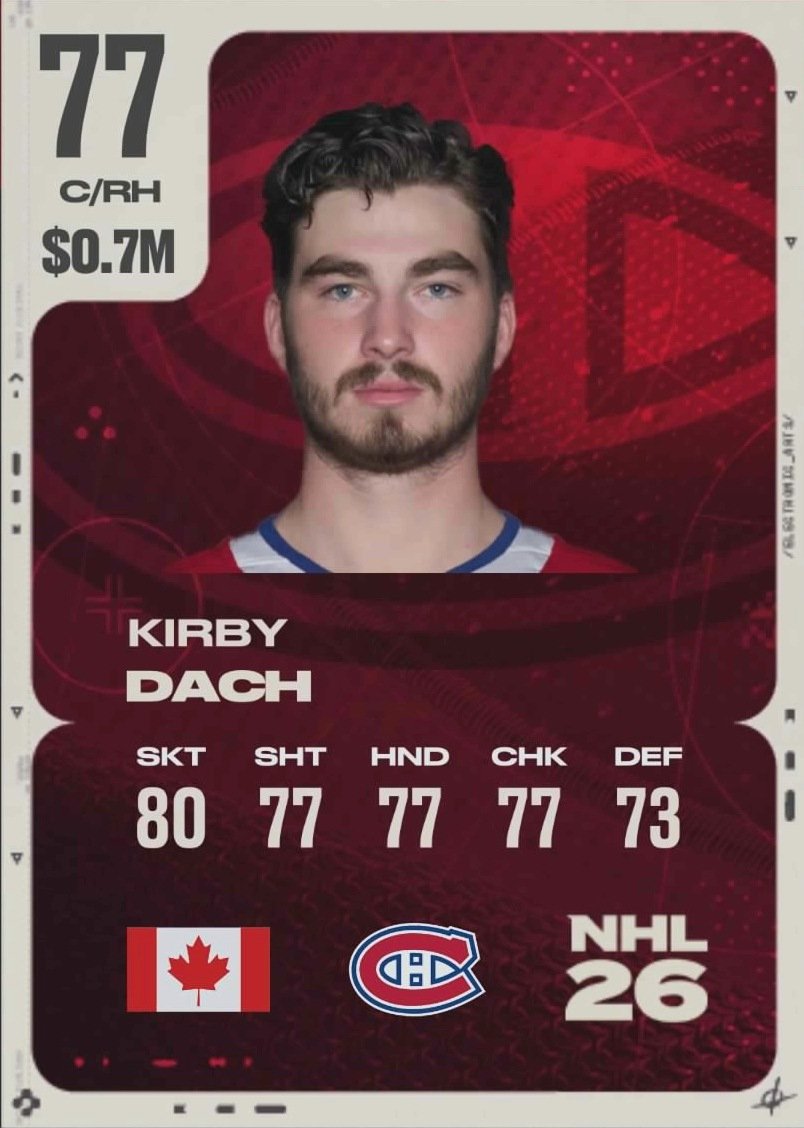 77
C/RH
$0.7M
KIRBY
DACH
SKT SHT HND CHK DEF
80 77 77 77 73
NHL
26